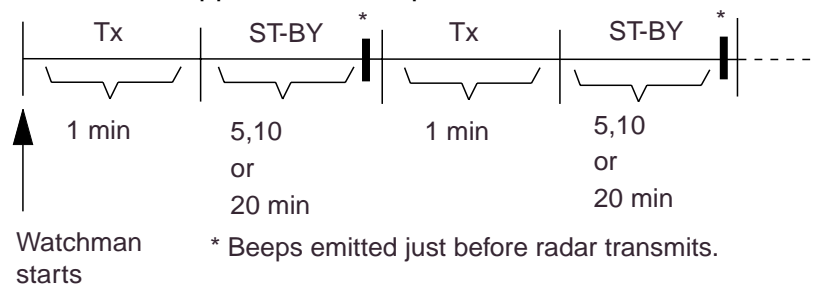 *
*
Tx
ST-BY
Tx
ST-BY
1 min
5,10
or
20 min
1 min
5,10
or
20 min
Watchman
starts
* Beeps emitted just before radar transmits.